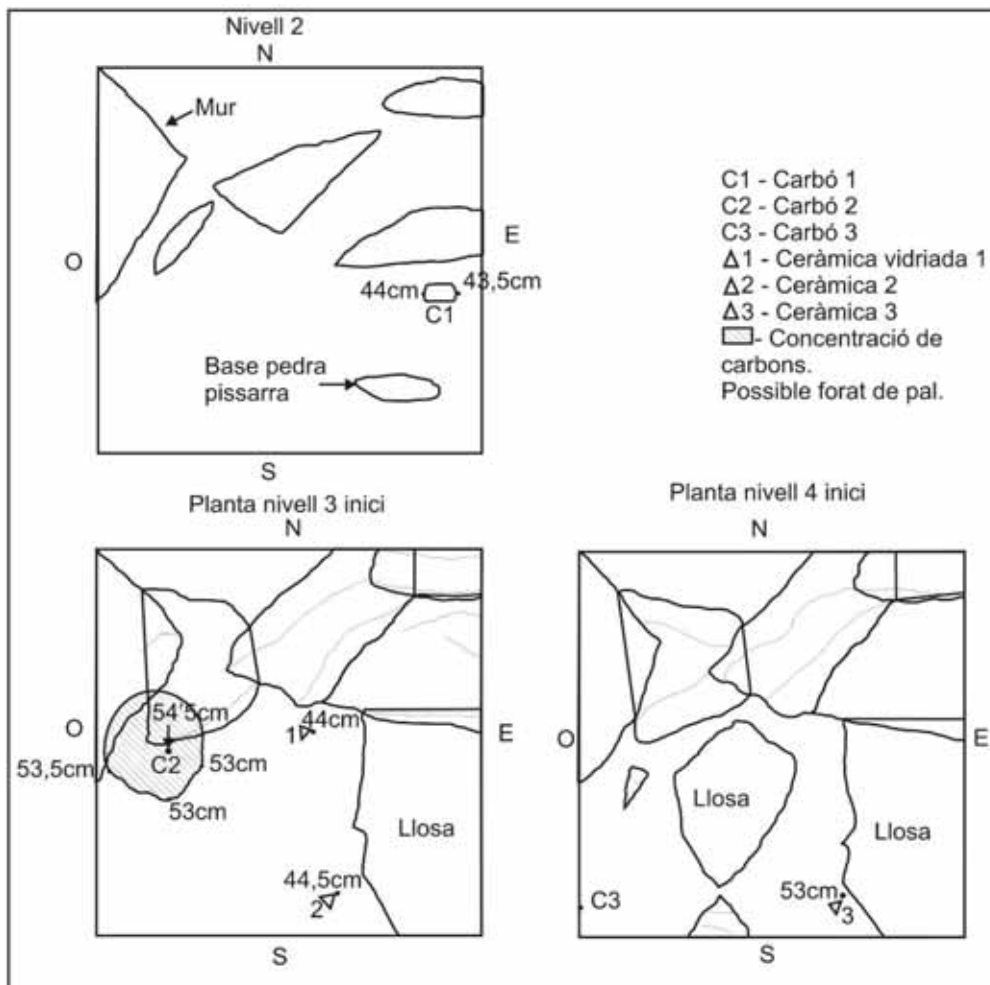 Nivell 2
N
Mur
O
E
44cm
43,5cm
C1
Base pedra
pissarra
S
C1 - Carbó 1
C2 - Carbó 2
C3 - Carbó 3
Δ1 - Ceràmica vidriada 1
Δ2 - Ceràmica 2
Δ3 - Ceràmica 3
- Concentració de
carbons.
Possible forat de pal.
Planta nivell 3 inici
N
O
54'5cm
C2
53,5cm
53cm
53cm
1
44cm
E
Llosa
44,5cm
2
S
Planta nivell 4 inici
N
O
E
Llosa
Llosa
C3
53cm
3
S